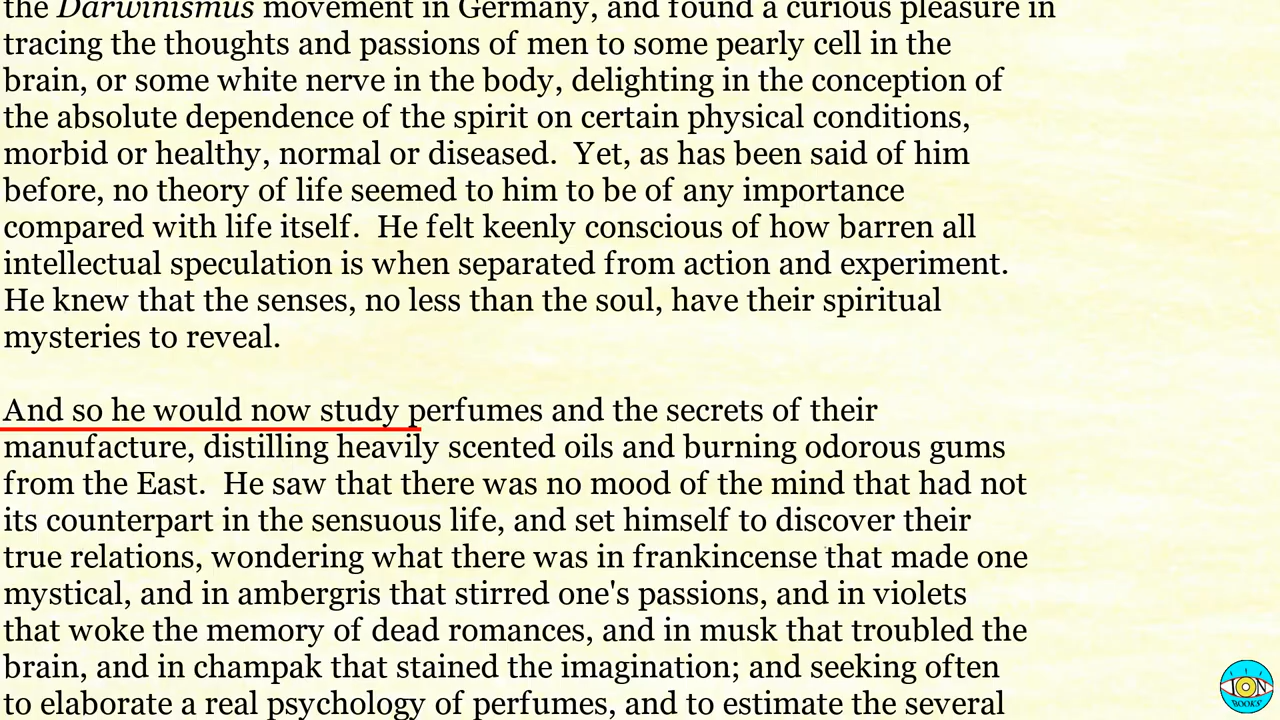 the Darwinismus movement in Germany, and found a curious pleasure in
tracing the thoughts and passions of men to some pearly cell in the
brain, or some white nerve in the body, delighting in the conception of
the absolute dependence of the spirit on certain physical conditions,
morbid or healthy, normal or diseased.  Yet, as has been said of him
before, no theory of life seemed to him to be of any importance
compared with life itself.  He felt keenly conscious of how barren all
intellectual speculation is when separated from action and experiment.
He knew that the senses, no less than the soul, have their spiritual
mysteries to reveal.

And so he would now study perfumes and the secrets of their
manufacture, distilling heavily scented oils and burning odorous gums
from the East.  He saw that there was no mood of the mind that had not
its counterpart in the sensuous life, and set himself to discover their
true relations, wondering what there was in frankincense that made one
mystical, and in ambergris that stirred one's passions, and in violets
that woke the memory of dead romances, and in musk that troubled the
brain, and in champak that stained the imagination; and seeking often
to elaborate a real psychology of perfumes, and to estimate the several
ION
BOOKS